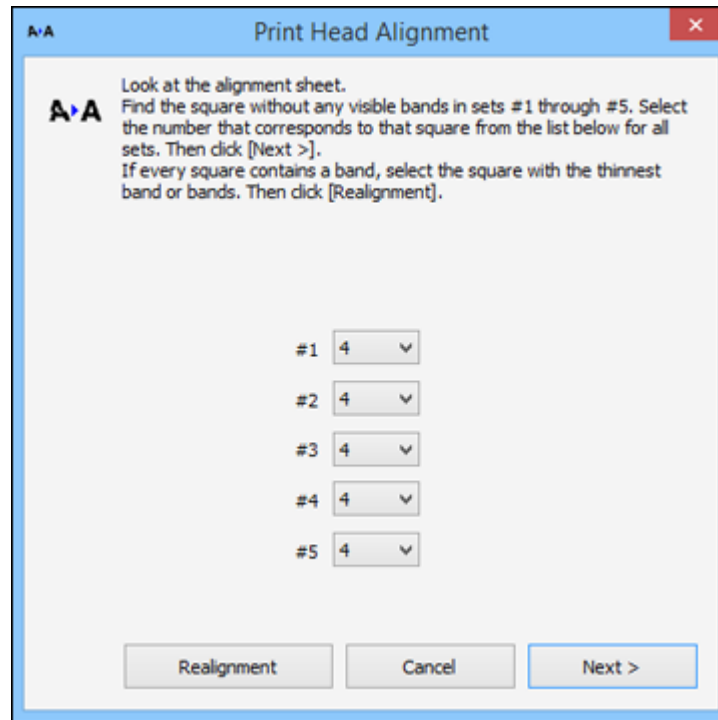 A▸A Print Head Alignment
A▸A
Look at the alignment sheet.
Find the square without any visible bands in sets #1 through #5. Select
the number that corresponds to that square from the list below for all
sets. Then click [Next >].
If every square contains a band, select the square with the thinnest
band or bands. Then click [Realignment].
#1 4
#2 4
#3 4
#4 4
#5 4
Realignment Cancel Next >